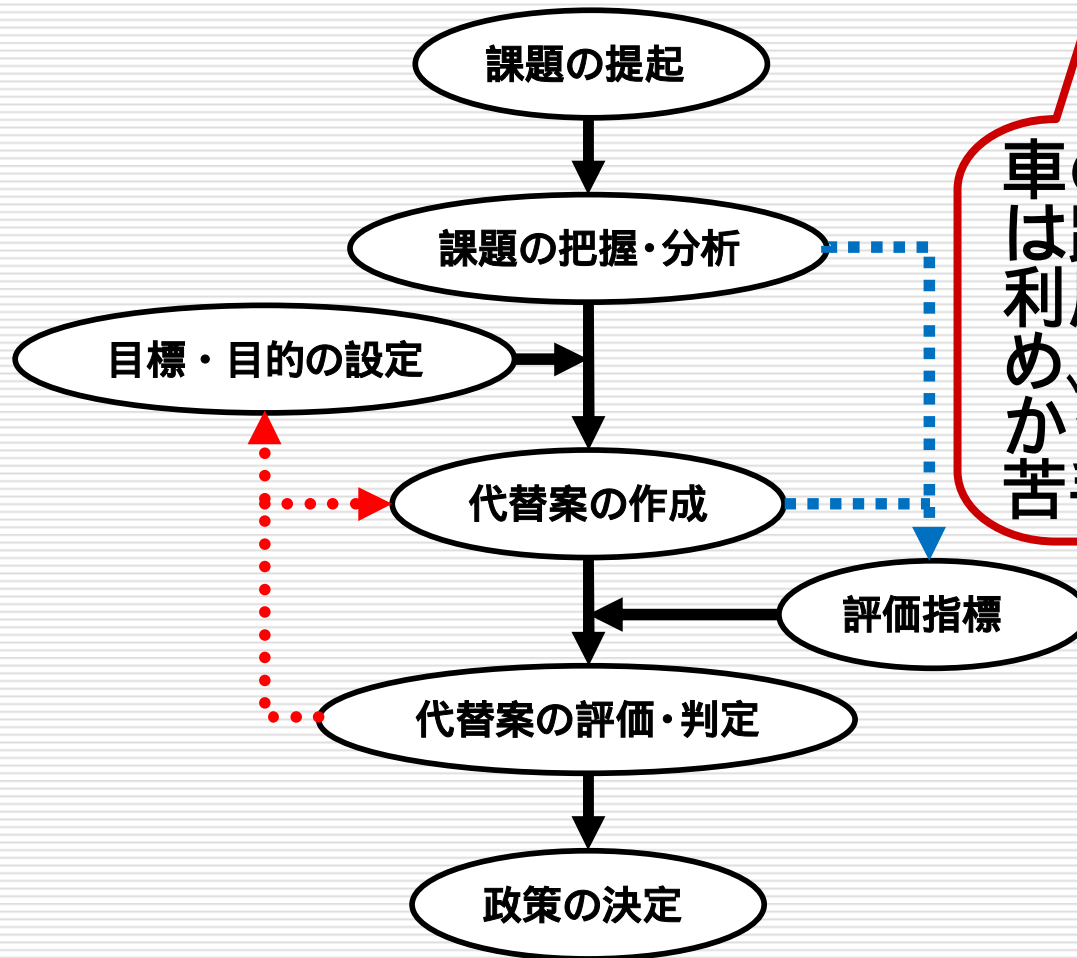 課題の提起
課題の把握・分析
目標・目的の設定
代替案の作成
評価指標
代替案の評価・判定
政策の決定
車
は
利
め、
か
苦